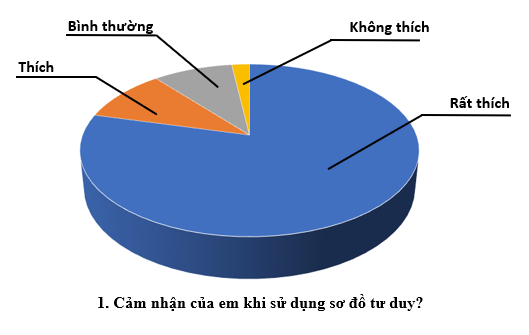 Bình thường
Không thích
Thích
Rất thích
1. Cảm nhận của em khi sử dụng sơ đồ tư duy?